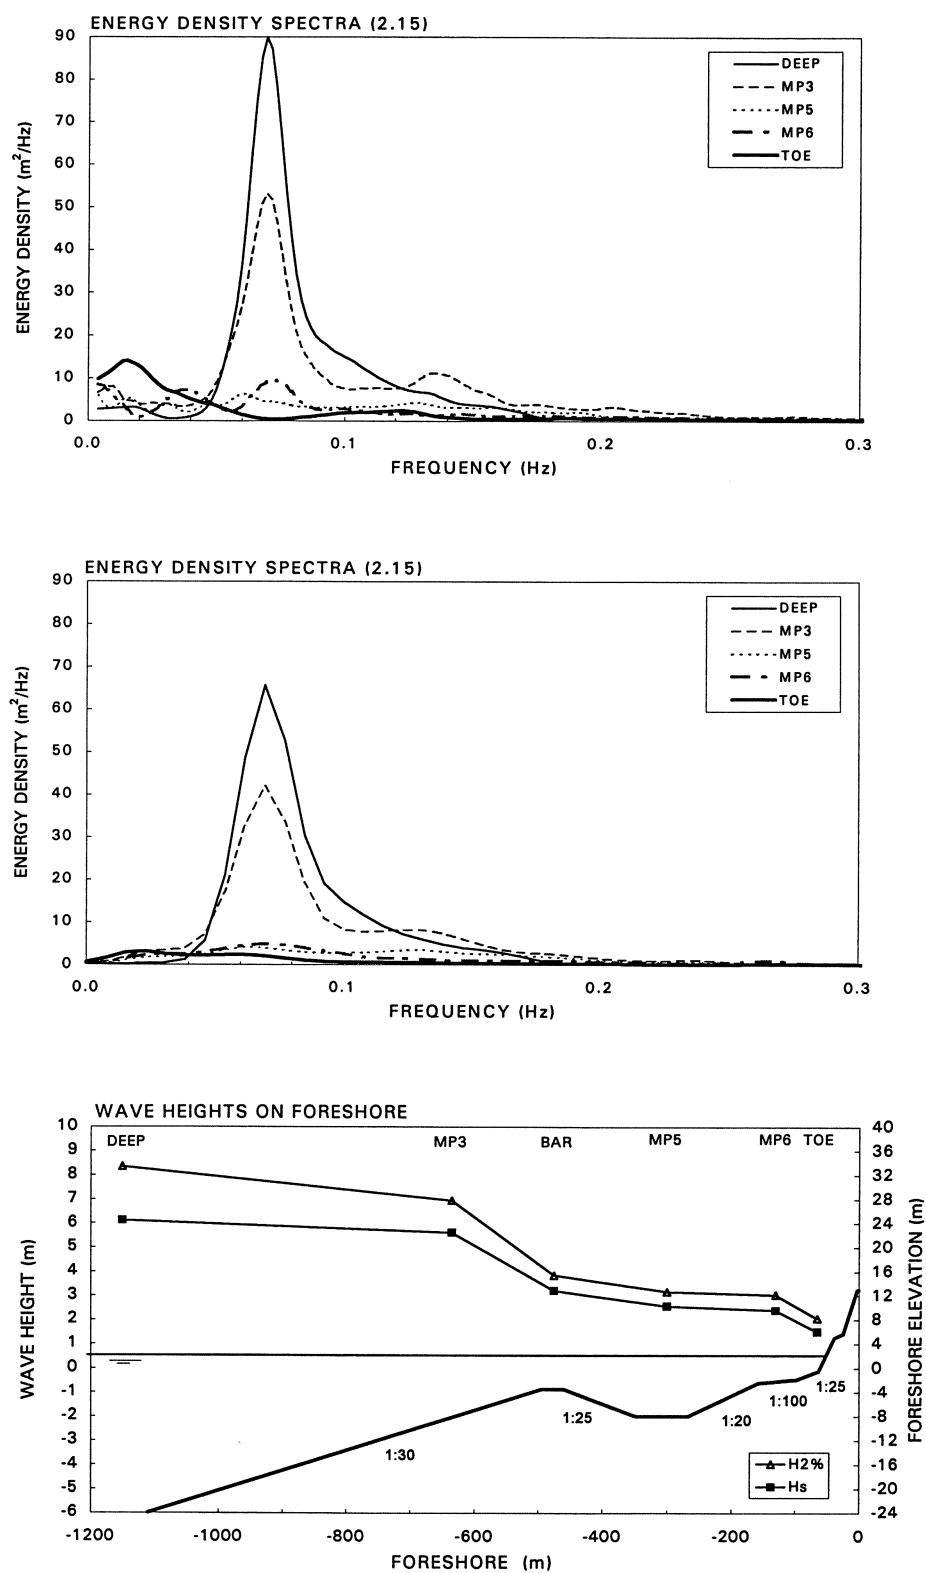 ENERGY DENSITY SPECTRA (2.15)
90
80
70
60
50
40
30
20
10
0
ENERGY DENSITY (m²/Hz)
DEEP
MP3
MP5
MP6
TOE
0.0 0.1 0.2 0.3
FREQUENCY (Hz)
ENERGY DENSITY SPECTRA (2.15)
90
80
70
60
50
40
30
20
10
0
ENERGY DENSITY (m²/Hz)
DEEP
MP3
MP5
MP6
TOE
0.0 0.1 0.2 0.3
FREQUENCY (Hz)
WAVE HEIGHTS ON FORESHORE
DEEP MP3 BAR MP5 MP6 TOE
10
9
8
7
6
5
4
3
2
1
0
-1
-2
-3
-4
-5
-6
WAVE HEIGHT (m)
40
36
32
28
24
20
16
12
8
4
0
-4
-8
-12
-16
-20
-24
FORESHORE ELEVATION (m)
1:30
1:25
1:20
1:100
1:25
H2%
Hs
-1200 -1000 -800 -600 -400 -200 0
FORESHORE (m)